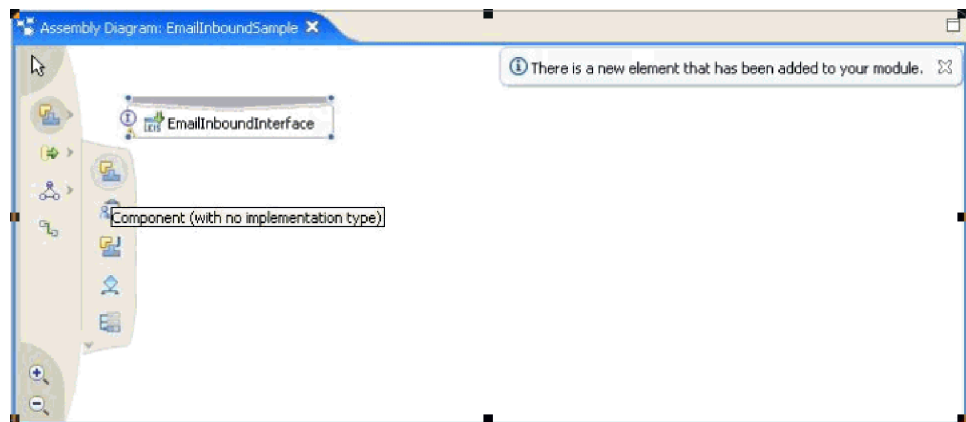 Assembly Diagram: EmailInboundSample
There is a new element that has been added to your module.
EIS EmailInboundInterface
Component (with no implementation type)